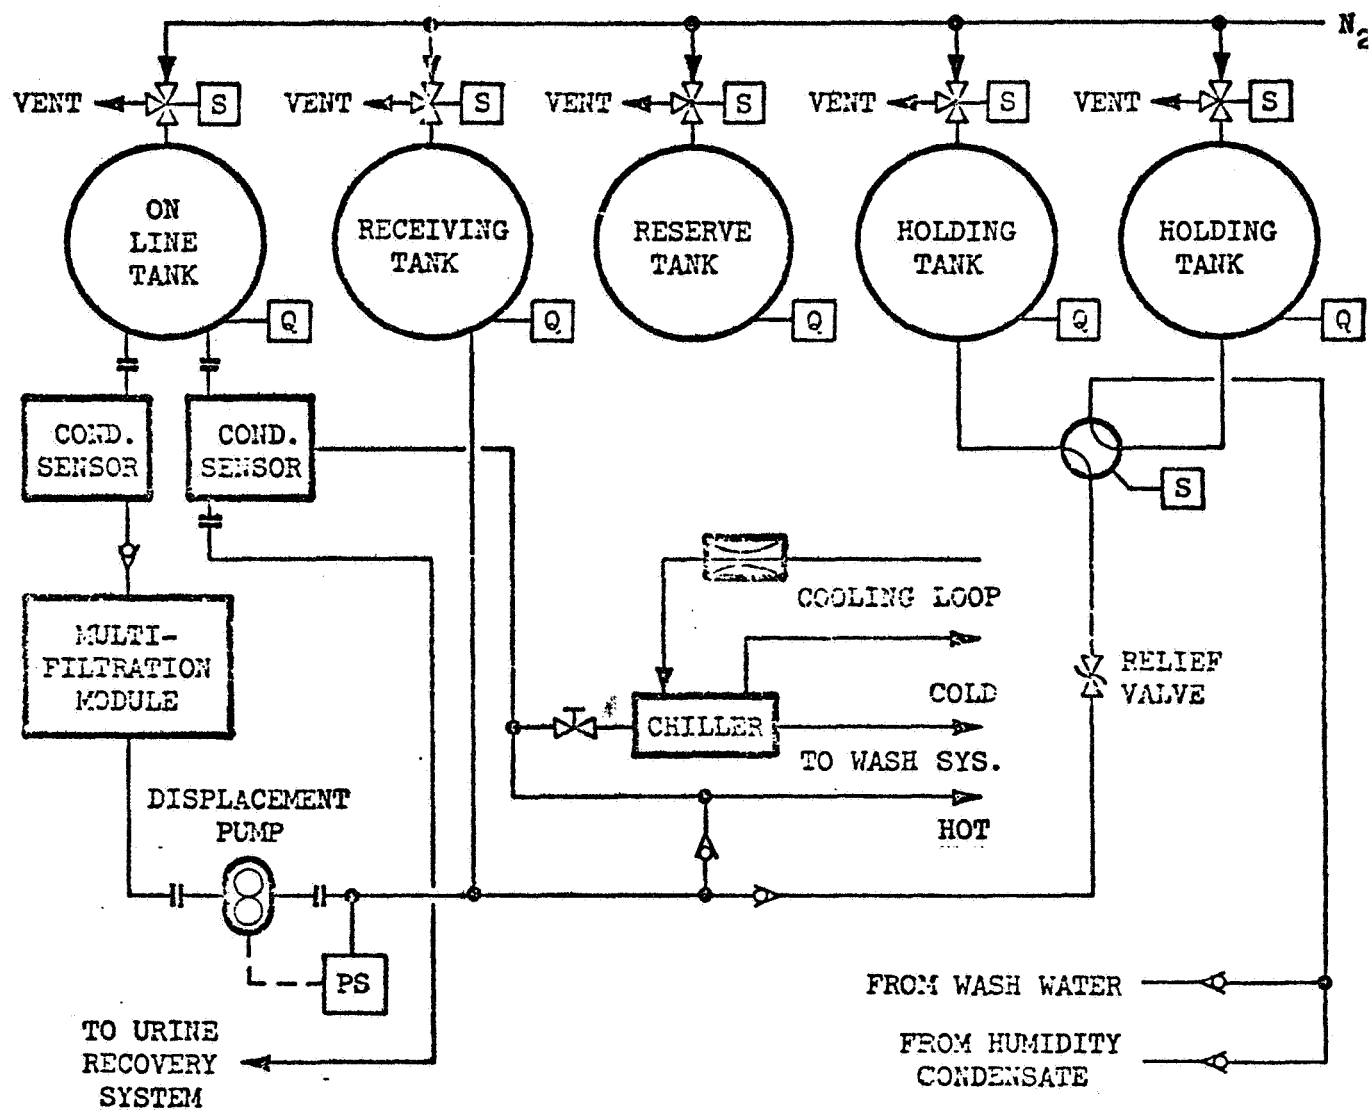 N2
VENT
S
VENT
S
VENT
S
VENT
S
VENT
S
ON
LINE
TANK
RECEIVING
TANK
RESERVE
TANK
HOLDING
TANK
HOLDING
TANK
Q
Q
Q
Q
Q
COND.
SENSOR
COND.
SENSOR
S
COOLING LOOP
MULTI-
FILTRATION
MODULE
RELIEF
VALVE
COLD
*
CHILLER
TO WASH SYS.
DISPLACEMENT
PUMP
HOT
PS
FROM WASH WATER
TO URINE
RECOVERY
SYSTEM
FROM HUMIDITY
CONDENSATE